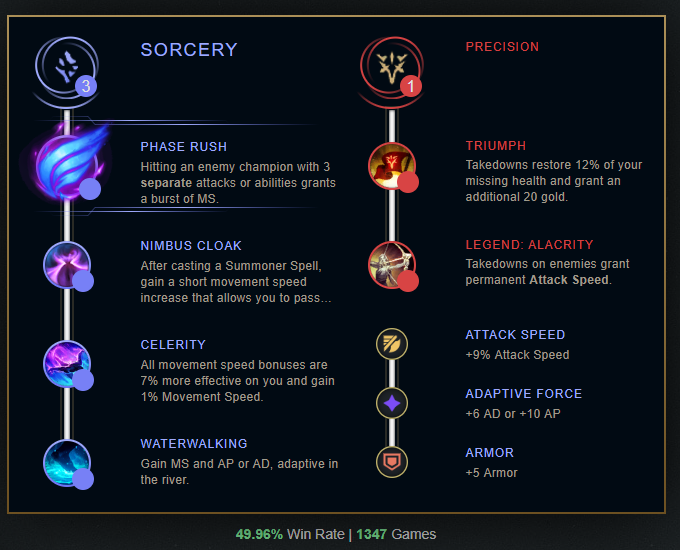 SORCERY
3
PHASE RUSH
Hitting an enemy champion with 3
separate attacks or abilities grants
a burst of MS.
NIMBUS CLOAK
After casting a Summoner Spell,
gain a short movement speed
increase that allows you to pass...
CELERITY
All movement speed bonuses are
7% more effective on you and gain
1% Movement Speed.
WATERWALKING
Gain MS and AP or AD, adaptive in
the river.
PRECISION
1
TRIUMPH
Takedowns restore 12% of your
missing health and grant an
additional 20 gold.
LEGEND: ALACRITY
Takedowns on enemies grant
permanent Attack Speed.
ATTACK SPEED
+9% Attack Speed
ADAPTIVE FORCE
+6 AD or +10 AP
ARMOR
+5 Armor
49.96% Win Rate | 1347 Games